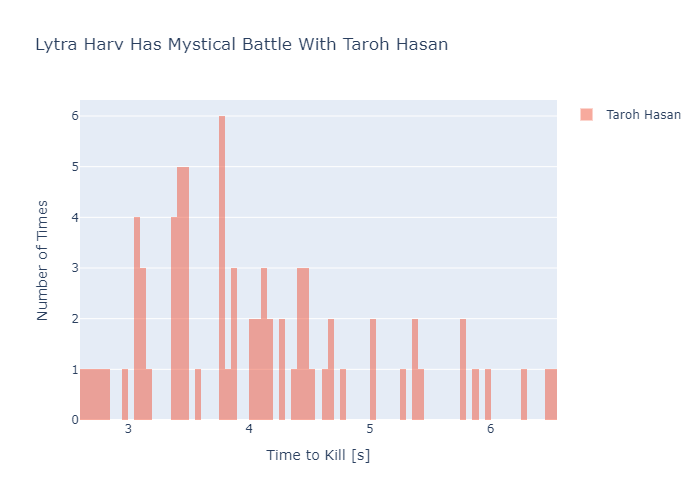 Lytra Harv Has Mystical Battle With Taroh Hasan
Taroh Hasan
6
5
4
3
2
1
0
Number of Times
3 4 5 6
Time to Kill [s]